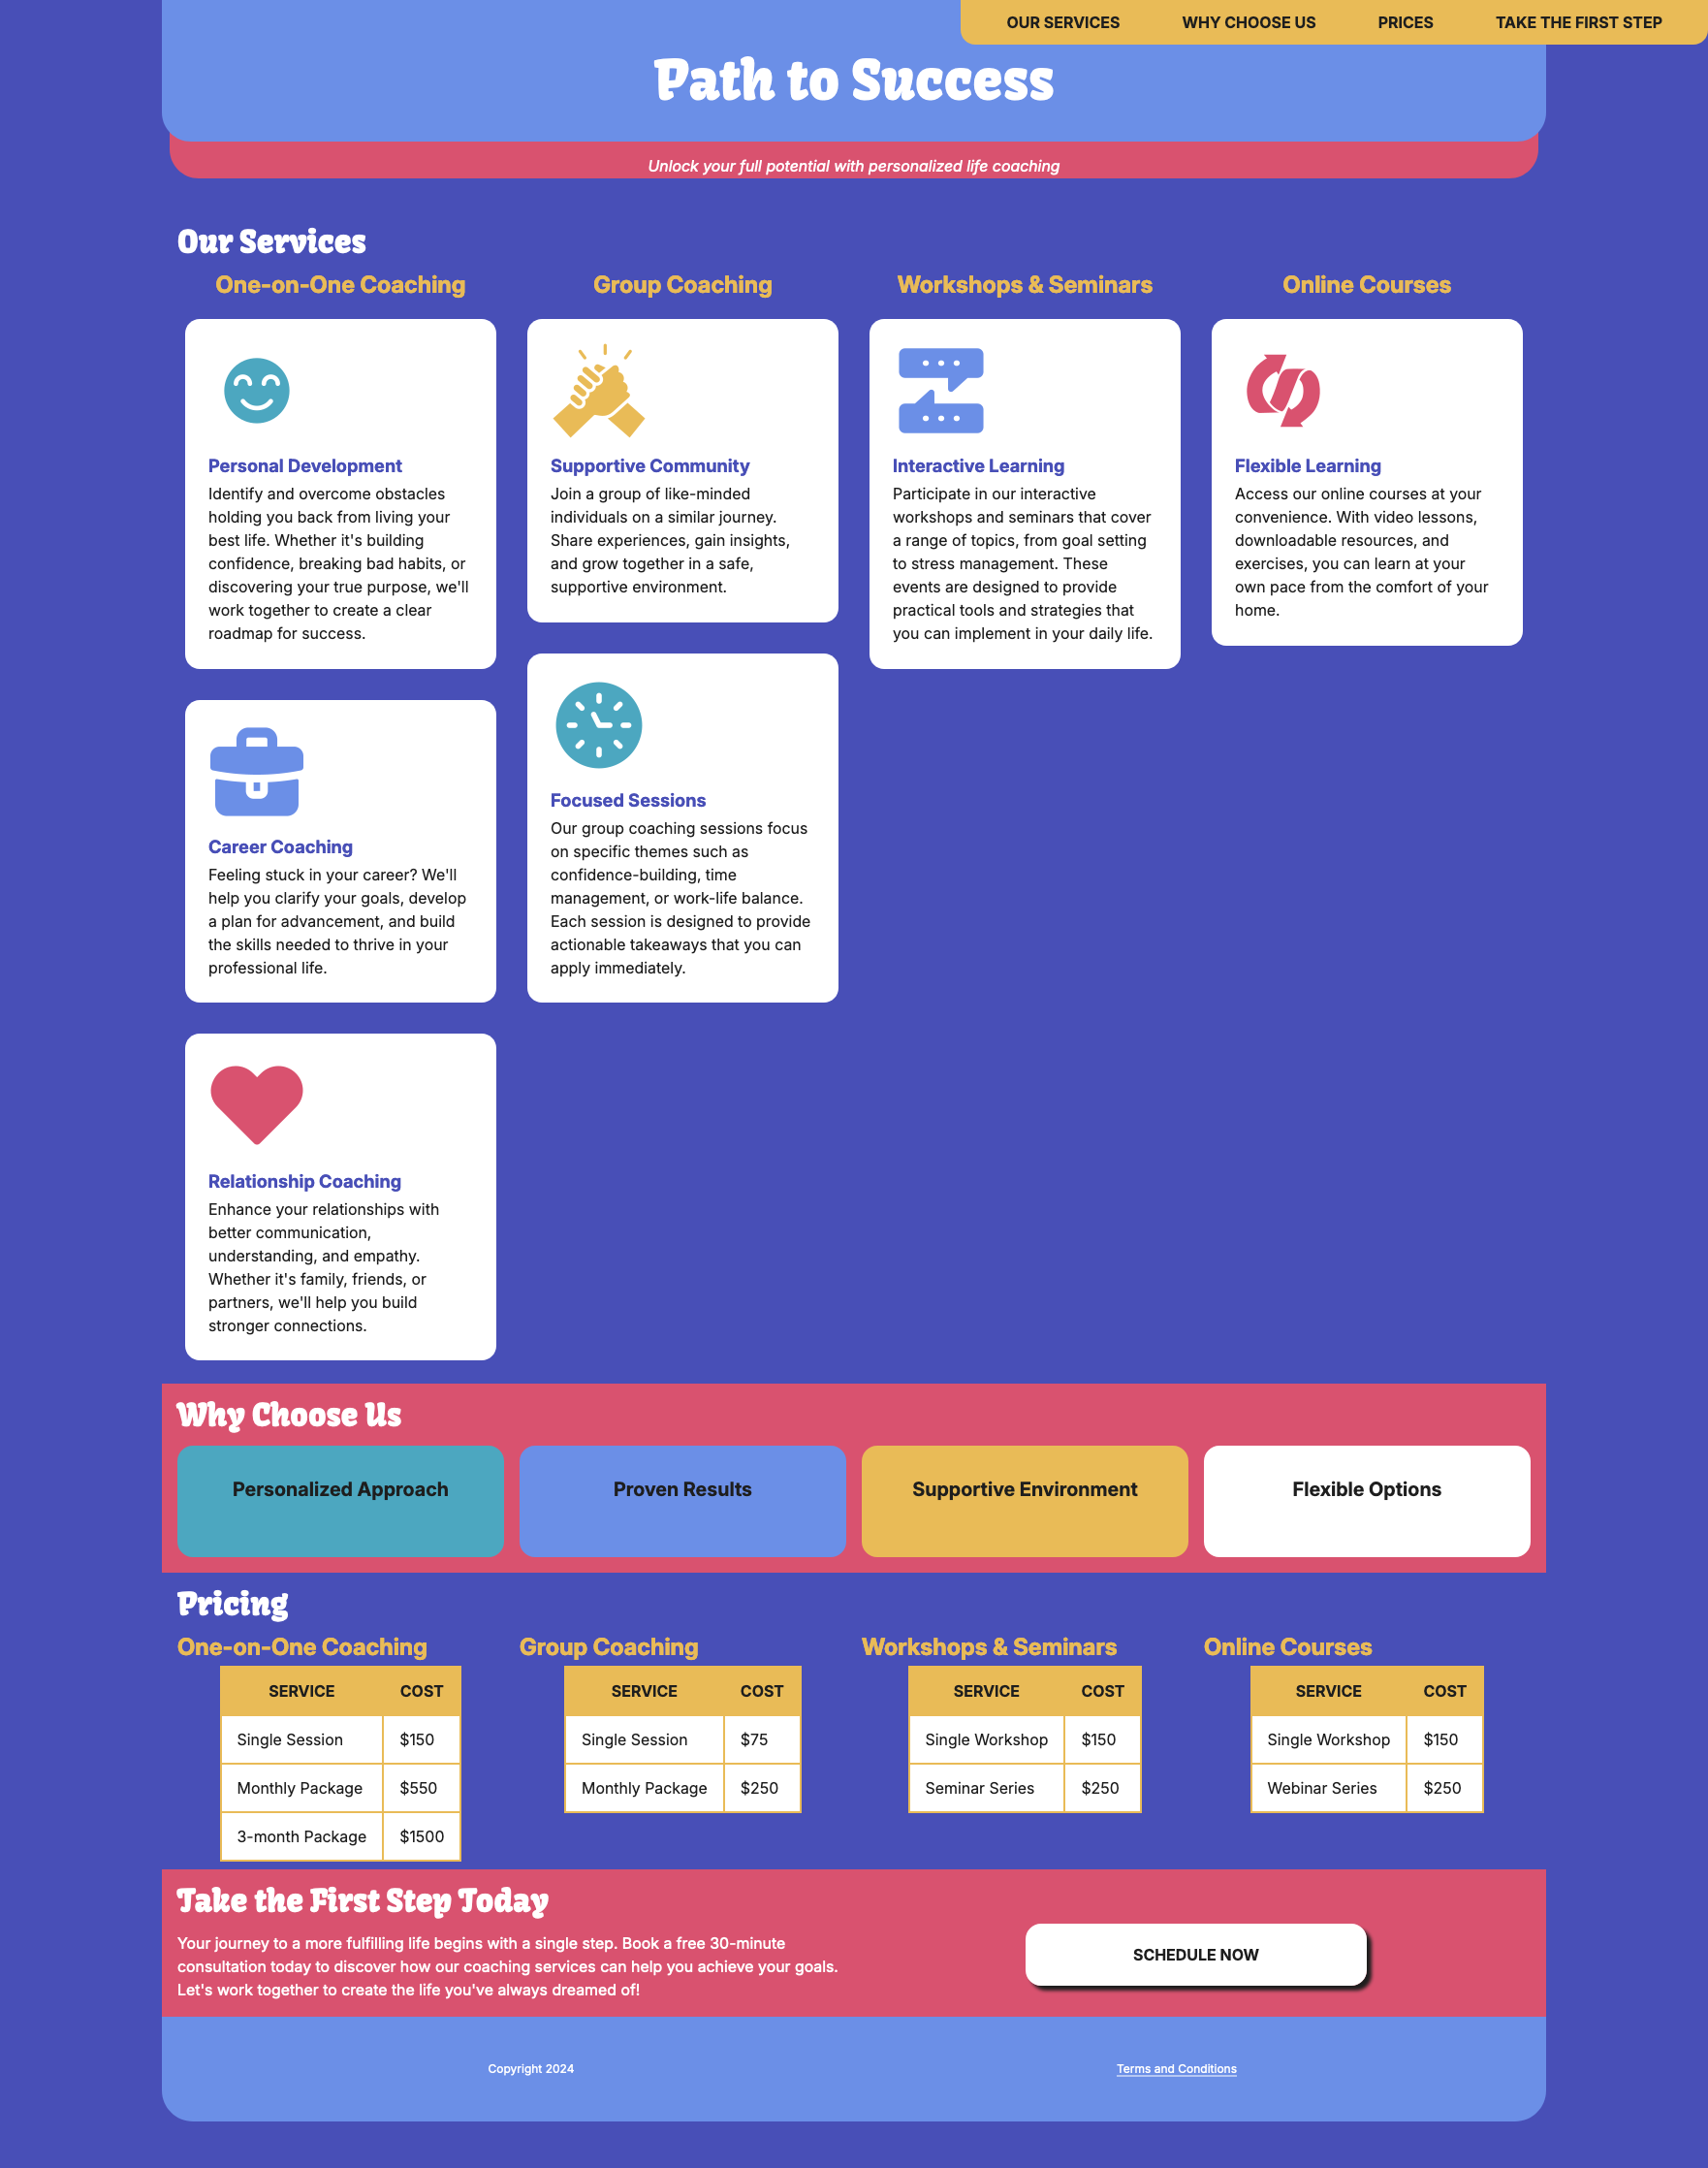 OUR SERVICES WHY CHOOSE US PRICES TAKE THE FIRST STEP
Path to Success
Unlock your full potential with personalized life coaching
Our Services
One-on-One Coaching
Personal Development
Identify and overcome obstacles
holding you back from living your
best life. Whether it's building
confidence, breaking bad habits, or
discovering your true purpose, we'll
work together to create a clear
roadmap for success.
Career Coaching
Feeling stuck in your career? We'll
help you clarify your goals, develop
a plan for advancement, and build
the skills needed to thrive in your
professional life.
Relationship Coaching
Enhance your relationships with
better communication,
understanding, and empathy.
Whether it's family, friends, or
partners, we'll help you build
stronger connections.
Group Coaching
Supportive Community
Join a group of like-minded
individuals on a similar journey.
Share experiences, gain insights,
and grow together in a safe,
supportive environment.
Focused Sessions
Our group coaching sessions focus
on specific themes such as
confidence-building, time
management, or work-life balance.
Each session is designed to provide
actionable takeaways that you can
apply immediately.
Workshops & Seminars
Interactive Learning
Participate in our interactive
workshops and seminars that cover
a range of topics, from goal setting
to stress management. These
events are designed to provide
practical tools and strategies that
you can implement in your daily life.
Online Courses
Flexible Learning
Access our online courses at your
convenience. With video lessons,
downloadable resources, and
exercises, you can learn at your
own pace from the comfort of your
home.
Why Choose Us
Personalized Approach
Proven Results
Supportive Environment
Flexible Options
Pricing
One-on-One Coaching
SERVICE COST
Single Session $150
Monthly Package $550
3-month Package $1500
Group Coaching
SERVICE COST
Single Session $75
Monthly Package $250
Workshops & Seminars
SERVICE COST
Single Workshop $150
Seminar Series $250
Online Courses
SERVICE COST
Single Workshop $150
Webinar Series $250
Take the First Step Today
Your journey to a more fulfilling life begins with a single step. Book a free 30-minute
consultation today to discover how our coaching services can help you achieve your goals.
Let's work together to create the life you've always dreamed of!
SCHEDULE NOW
Copyright 2024
Terms and Conditions